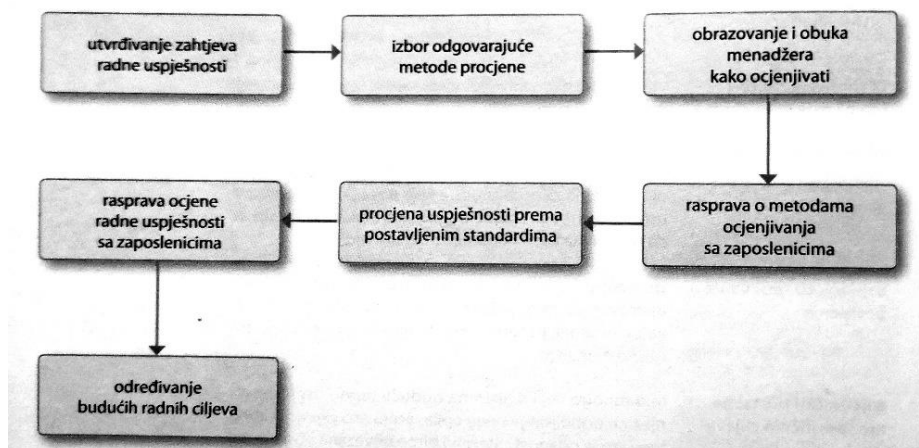 utvrđivanje zahtjeva
radne uspješnosti
izbor odgovarajuće
metode procjene
obrazovanje i obuka
menadžera
kako ocjenjivati
rasprava o metodama
ocjenjivanja
sa zaposlenicima
procjena uspješnosti prema
postavljenim standardima
rasprava ocjene
radne uspješnosti
sa zaposlenicima
određivanje
budućih radnih ciljeva